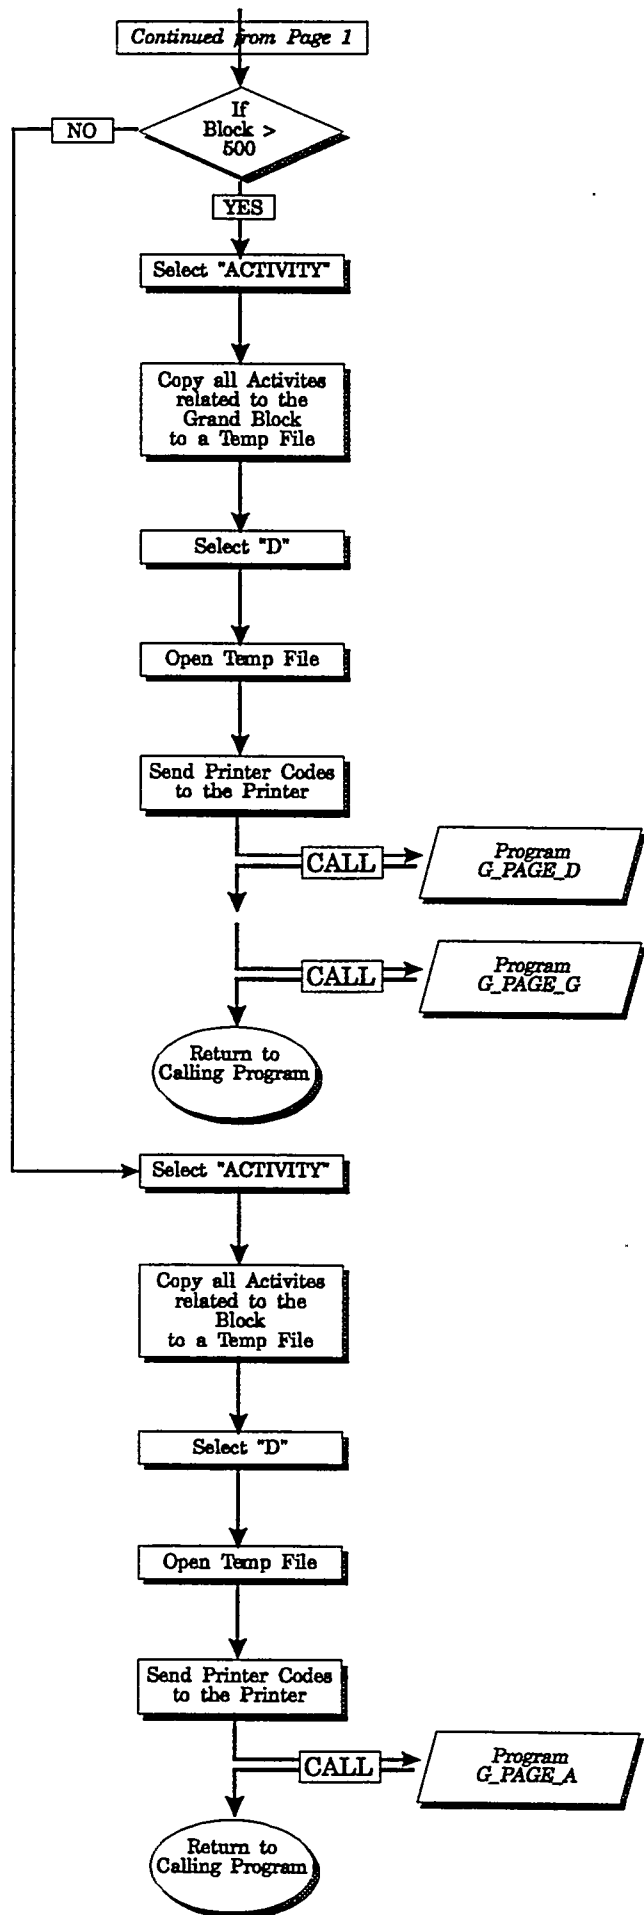 Continued from Page 1
If
Block >
500
NO
YES
Select "ACTIVITY"
Copy all Activites
related to the
Grand Block
to a Temp File
Select "D"
Open Temp File
Send Printer Codes
to the Printer
CALL
Program
G_PAGE_D
CALL
Program
G_PAGE_G
Return to
Calling Program
Select "ACTIVITY"
Copy all Activites
related to the
Block
to a Temp File
Select "D"
Open Temp File
Send Printer Codes
to the Printer
CALL
Program
G_PAGE_A
Return to
Calling Program